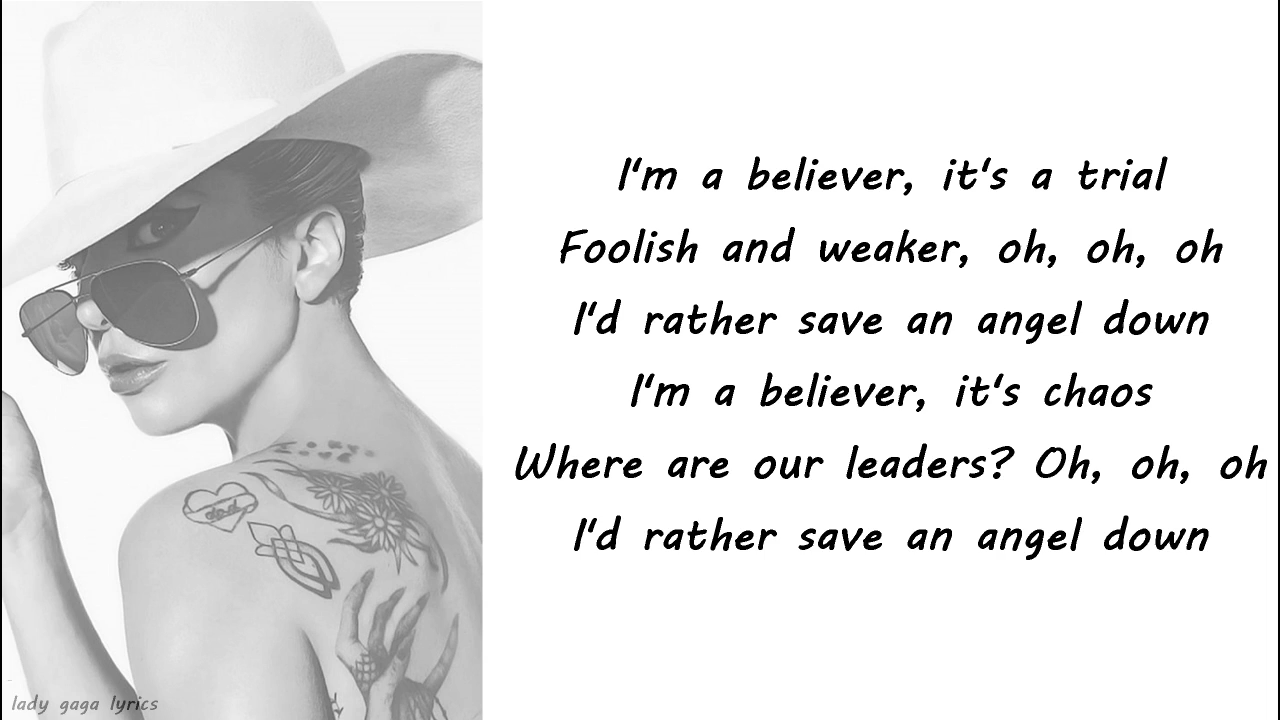 I'm a believer, it's a trial
Foolish and weaker, oh, oh, oh
I'd rather save an angel down
I'm a believer, it's chaos
Where are our leaders? Oh, oh, oh
I'd rather save an angel down
dad
lady gaga lyrics